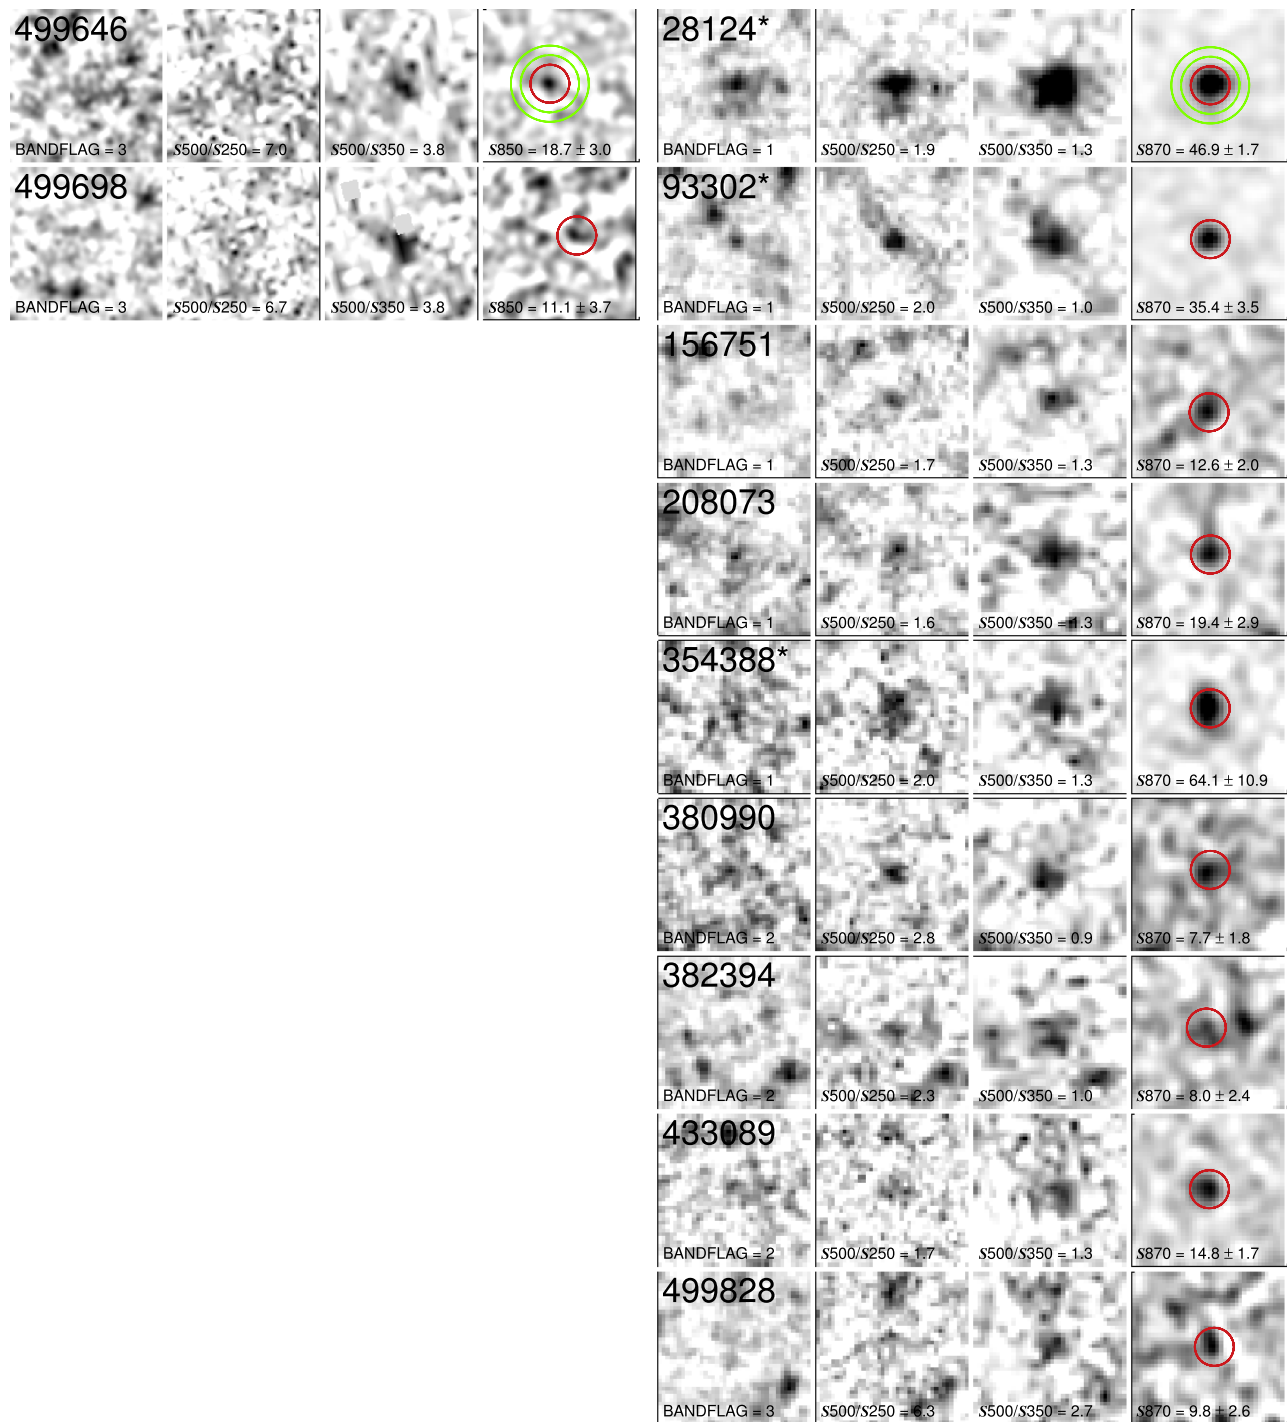 499646
BANDFLAG = 3 S500/S250 = 7.0 S500/S350 = 3.8 S850 = 18.7 ± 3.0
499698
BANDFLAG = 3 S500/S250 = 6.7 S500/S350 = 3.8 S850 = 11.1 ± 3.7
28124*
BANDFLAG = 1 S500/S250 = 1.9 S500/S350 = 1.3 S870 = 46.9 ± 1.7
93302*
BANDFLAG = 1 S500/S250 = 2.0 S500/S350 = 1.0 S870 = 35.4 ± 3.5
156751
BANDFLAG = 1 S500/S250 = 1.7 S500/S350 = 1.3 S870 = 12.6 ± 2.0
208073
BANDFLAG = 1 S500/S250 = 1.6 S500/S350 = 1.3 S870 = 19.4 ± 2.9
354388*
BANDFLAG = 1 S500/S250 = 2.0 S500/S350 = 1.3 S870 = 64.1 ± 10.9
380990
BANDFLAG = 2 S500/S250 = 2.8 S500/S350 = 0.9 S870 = 7.7 ± 1.8
382394
BANDFLAG = 2 S500/S250 = 2.3 S500/S350 = 1.0 S870 = 8.0 ± 2.4
433089
BANDFLAG = 2 S500/S250 = 1.7 S500/S350 = 1.3 S870 = 14.8 ± 1.7
499828
BANDFLAG = 3 S500/S250 = 6.3 S500/S350 = 2.7 S870 = 9.8 ± 2.6